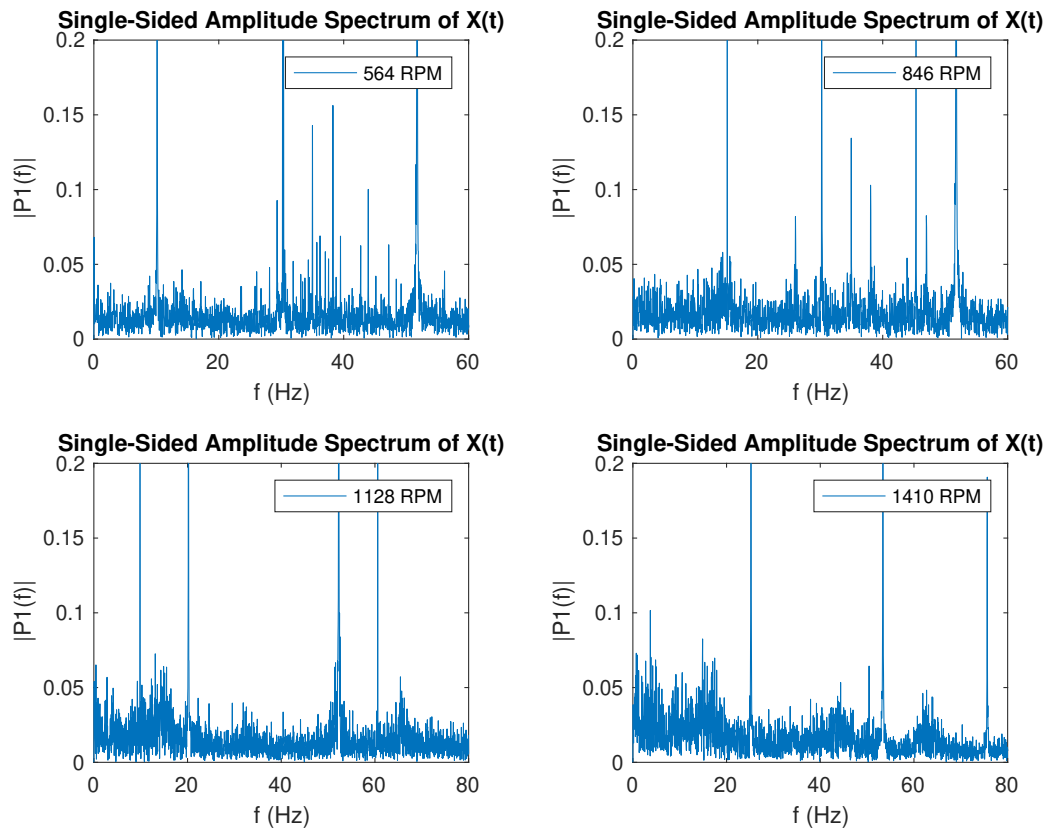 Single-Sided Amplitude Spectrum of X(t)
0.2
0.15
0.1
0.05
0
|P1(f)|
564 RPM
0 20 40 60
f (Hz)
Single-Sided Amplitude Spectrum of X(t)
0.2
0.15
0.1
0.05
0
|P1(f)|
846 RPM
0 20 40 60
f (Hz)
Single-Sided Amplitude Spectrum of X(t)
0.2
0.15
0.1
0.05
0
|P1(f)|
1128 RPM
0 20 40 60 80
f (Hz)
Single-Sided Amplitude Spectrum of X(t)
0.2
0.15
0.1
0.05
0
|P1(f)|
1410 RPM
0 20 40 60 80
f (Hz)